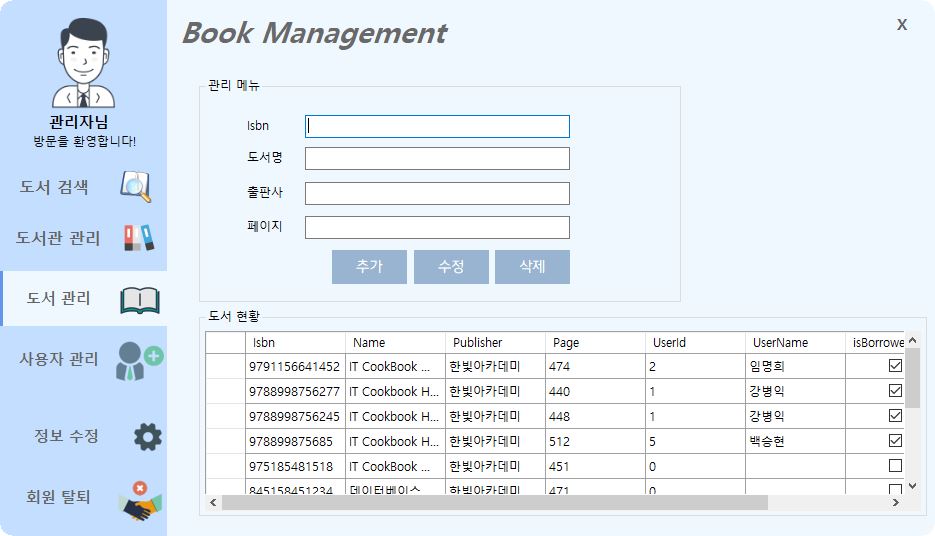 Book Management
X
관리자님
방문을 환영합니다!
도서 검색
도서관 관리
도서 관리
사용자 관리
정보 수정
회원 탈퇴
관리 메뉴
Isbn
도서명
출판사
페이지
추가 수정 삭제
도서 현황
Isbn Name Publisher Page UserId UserName isBorrowe
9791156641452 IT CookBook ... 한빛아카데미 474 2 임명희
9788998756277 IT Cookbook H... 한빛아카데미 440 1 강병익
9788998756245 IT Cookbook H... 한빛아카데미 448 1 강병익
978899875685 IT Cookbook H... 한빛아카데미 512 5 백승현
975185481518 IT CookBook ... 한빛아카데미 451 0
845158451234 데이터베이스 한빛아카데미 471 0